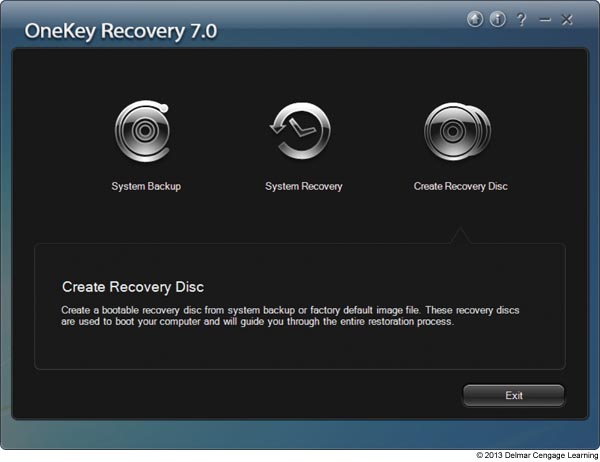 OneKey Recovery 7.0
System Backup
System Recovery
Create Recovery Disc
Create Recovery Disc
Create a bootable recovery disc from system backup or factory default image file. These recovery discs
are used to boot your computer and will guide you through the entire restoration process.
Exit
© 2013 Delmar Cengage Learning